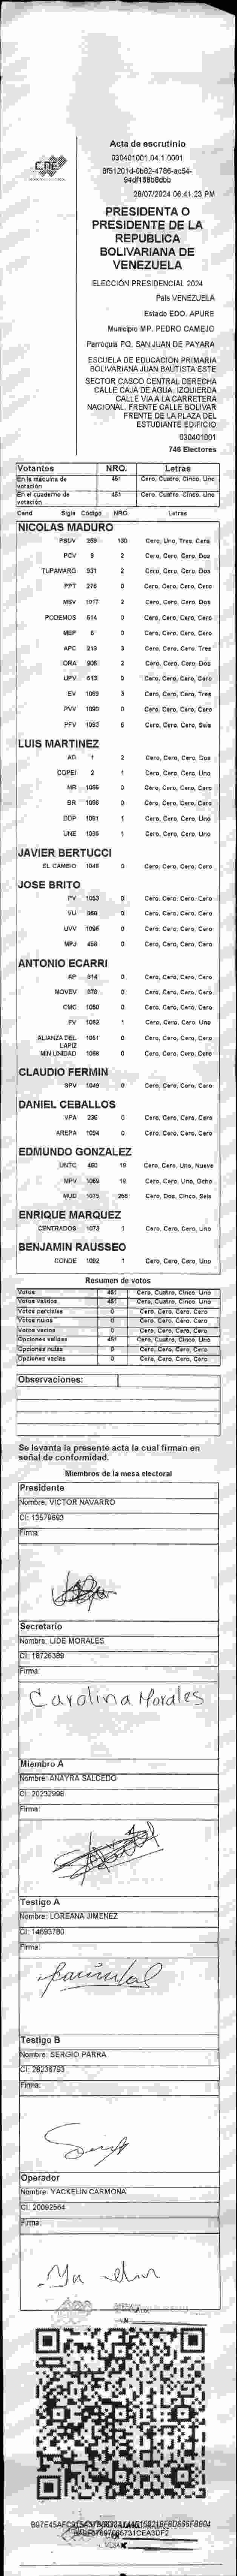 CNE
Acta de escrutinio
030401001.04.1.0001
8f51201d-0b82-4786-ac54-
28/07/2024 06:41:23 PM
PRESIDENTA O
PRESIDENTE DE LA
REPUBLICA
BOLIVARIANA DE
VENEZUELA
ELECCIÓN PRESIDENCIAL 2024
País VENEZUELA
Estado EDO. APURE
Municipio MP. PEDRO CAMEJO
Parroquia PQ. SAN JUAN DE PAYARA
ESCUELA DE EDUCACIÓN PRIMARIA
BOLIVARIANA JUAN BAUTISTA ESTE
SECTOR CASCO CENTRAL DERECHA
CALLE CAJA DE AGUA. IZQUIERDA
CALLE VIA A LA CARRETERA
NACIONAL. FRENTE CALLE BOLIVAR
FRENTE DE LA PLAZA DEL
ESTUDIANTE EDIFICIO
030401001
746 Electores
Votantes NRO. Letras
En la máquina de votación 461 Cero, Cuatro, Cinco, Uno
En el cuaderno de votación 451 Cero, Cuatro, Cinco, Uno
Cand. Sigla Código NRO. Letras
NICOLAS MADURO
PSUV 269 130 Cero, Uno, Tres, Cero
PCV 9 2 Cero, Cero, Cero, Dos
TUPAMARO 931 2 Cero, Cero, Cero, Dos
PPT 276 0 Cero, Cero, Cero, Cero
MSV 1017 2 Cero, Cero, Cero, Dos
PODEMOS 514 0 Cero, Cero, Cero, Cero
MEP 6 0 Cero, Cero, Cero, Cero
APC 219 3 Cero, Cero, Cero, Tres
ORA 906 2 Cero, Cero, Cero, Dos
UPV 613 0 Cero, Cero, Cero, Cero
EV 1089 3 Cero, Cero, Cero, Tres
PVV 1090 0 Cero, Cero, Cero, Cero
PFV 1093 6 Cero, Cero, Cero, Seis
LUIS MARTINEZ
AD 1 2 Cero, Cero, Cero, Dos
COPEI 2 1 Cero, Cero, Cero, Uno
MR 1065 0 Cero, Cero, Cero, Cero
BR 1086 0 Cero, Cero, Cero, Cero
DDP 1091 1 Cero, Cero, Cero, Uno
UNE 1095 1 Cero, Cero, Cero, Uno
JAVIER BERTUCCI
EL CAMBIO 1048 0 Cero, Cero, Cero, Cero
JOSE BRITO
PV 1053 0 Cero, Cero, Cero, Cero
VU 866 0 Cero, Cero, Cero, Cero
UVV 1096 0 Cero, Cero, Cero, Cero
MPJ 458 0 Cero, Cero, Cero, Cero
ANTONIO ECARRI
AP 814 0 Cero, Cero, Cero, Cero
MOVEV 878 0 Cero, Cero, Cero, Cero
CMC 1050 0 Cero, Cero, Cero, Cero
FV 1082 1 Cero, Cero, Cero, Uno
ALIANZA DEL LAPIZ 1061 0 Cero, Cero, Cero, Cero
MIN UNIDAD 1068 0 Cero, Cero, Cero, Cero
CLAUDIO FERMIN
SPV 1049 0 Cero, Cero, Cero, Cero
DANIEL CEBALLOS
VPA 236 0 Cero, Cero, Cero, Cero
AREPA 1094 0 Cero, Cero, Cero, Cero
EDMUNDO GONZALEZ
UNTC 460 19 Cero, Cero, Uno, Nueve
MPV 1069 18 Cero, Cero, Uno, Ocho
MUD 1075 256 Cero, Dos, Cinco, Seis
ENRIQUE MARQUEZ
CENTRADOS 1073 1 Cero, Cero, Cero, Uno
BENJAMIN RAUSSEO
CONDE 1092 1 Cero, Cero, Cero, Uno
Resumen de votos
Votos 451 Cero, Cuatro, Cinco, Uno
Votos validos 451 Cero, Cuatro, Cinco, Uno
Votos parciales 0 Cero, Cero, Cero, Cero
Votos nulos 0 Cero, Cero, Cero, Cero
Votos vacios 0 Cero, Cero, Cero, Cero
Opciones validas 451 Cero, Cuatro, Cinco, Uno
Opciones nulas 0 Cero, Cero, Cero, Cero
Opciones vacias 0 Cero, Cero, Cero, Cero
Observaciones:
Se levanta la presente acta la cual firman en
señal de conformidad.
Miembros de la mesa electoral
Presidente
Nombre: VICTOR NAVARRO
CI: 13579693
Firma:
Secretario
Nombre: LIDE MORALES
CI: 18726389
Firma:
Carolina Morales
Miembro A
Nombre: ANAYRA SALCEDO
CI: 20232998
Firma:
Testigo A
Nombre: LOREANA JIMENEZ
CI: 14693780
Firma:
Testigo B
Nombre: SERGIO PARRA
CI: 28236793
Firma:
Operador
Nombre: YACKELIN CARMONA
CI: 20092564
Firma: